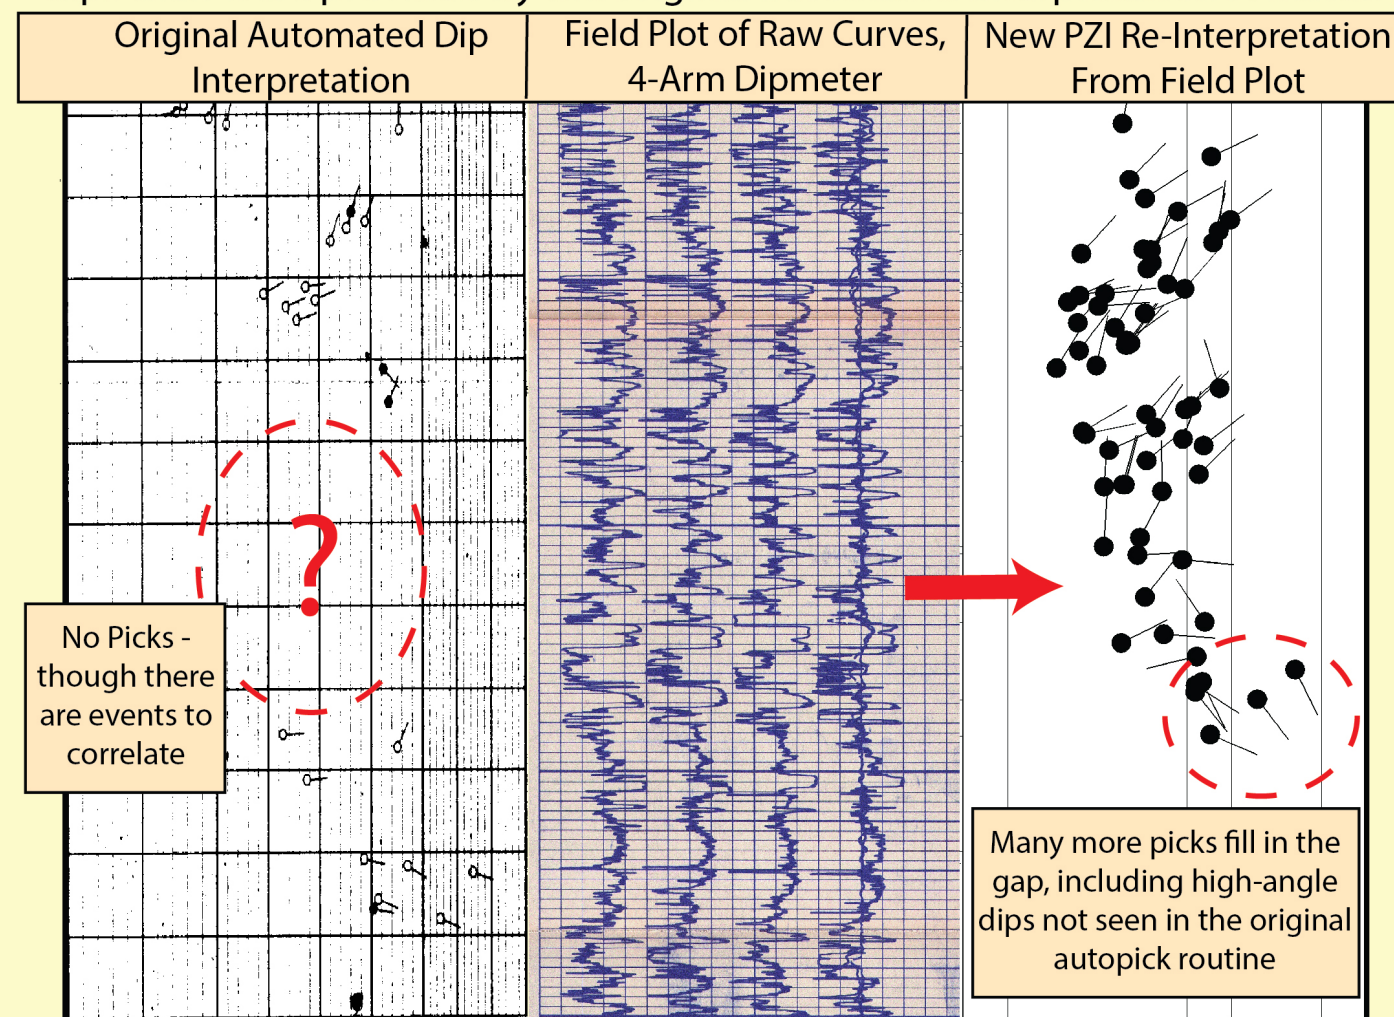 Original Automated Dip
Interpretation
Field Plot of Raw Curves,
4-Arm Dipmeter
New PZI Re-Interpretation
From Field Plot
?
No Picks -
though there
are events to
correlate
Many more picks fill in the
gap, including high-angle
dips not seen in the original
autopick routine